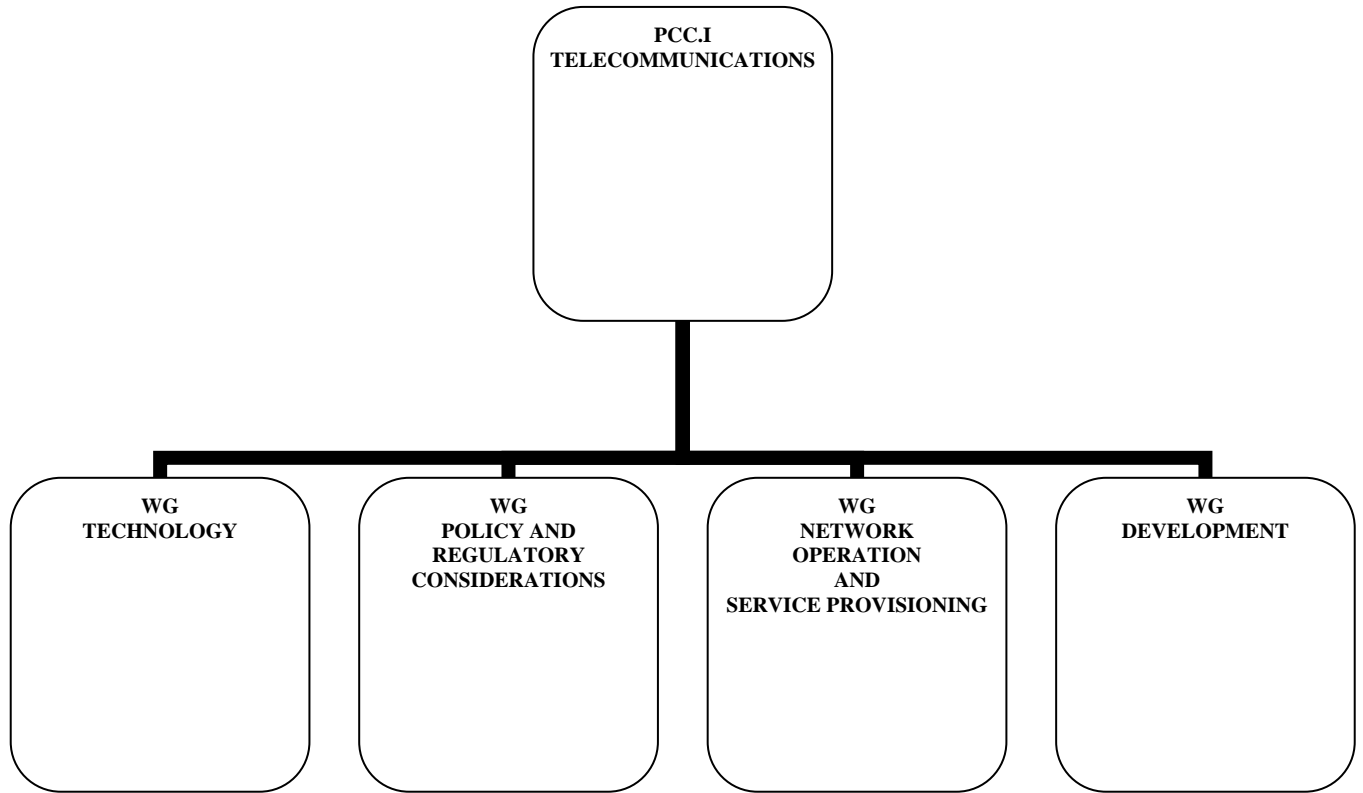 PCC.I
TELECOMMUNICATIONS
WG
TECHNOLOGY
WG
POLICY AND
REGULATORY
CONSIDERATIONS
WG
NETWORK
OPERATION
AND
SERVICE PROVISIONING
WG
DEVELOPMENT